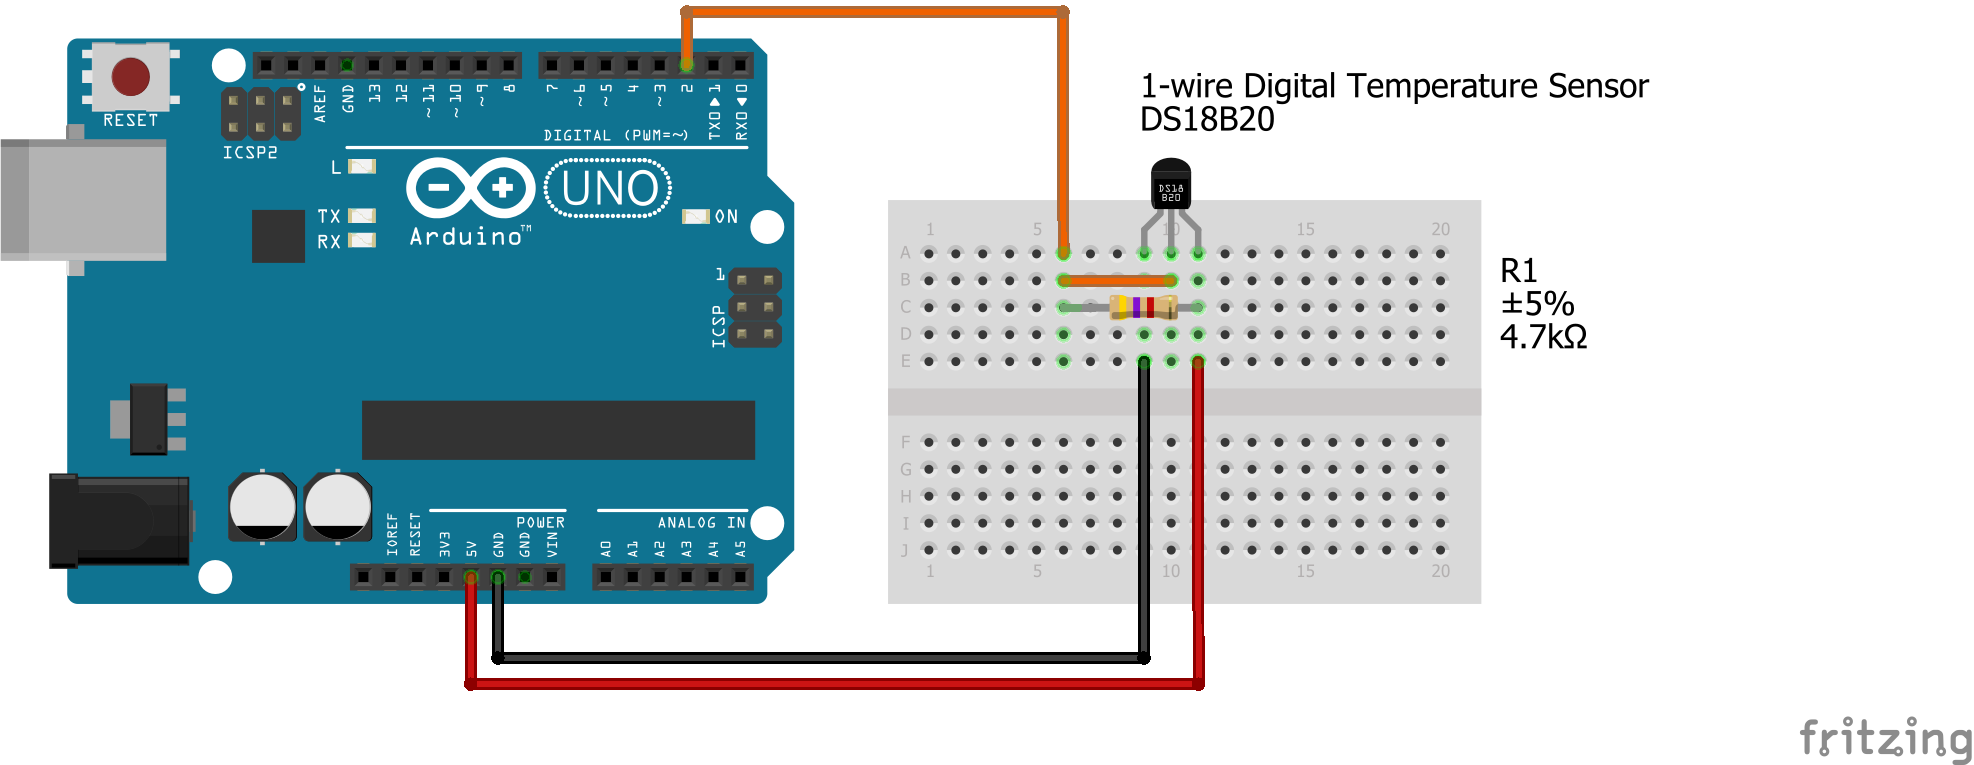 1-wire Digital Temperature Sensor
DS18B20
RESET
ICSP2
AREF
GND
13
12
~11
~10
~9
8
7
~6
~5
4
~3
2
TX0▶1
RX0◀0
DIGITAL (PWM=~)
L
TX
RX
UNO
ON
Arduino™
1
ICSP
DS18
B20
1
5
10
15
20
A
B
C
D
E
F
G
H
I
J
1
5
10
15
20
R1
±5%
4.7kΩ
POWER
ANALOG IN
IOREF
RESET
3V3
5V
GND
GND
VIN
A0
A1
A2
A3
A4
A5
fritzing